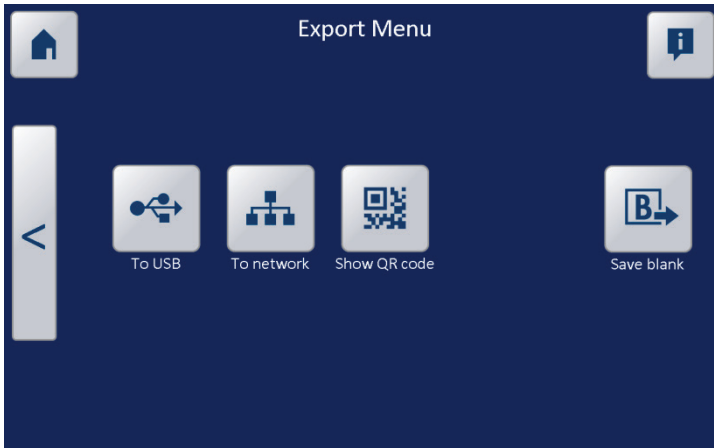 Export Menu
i
<
To USB
To network
Show QR code
B
Save blank